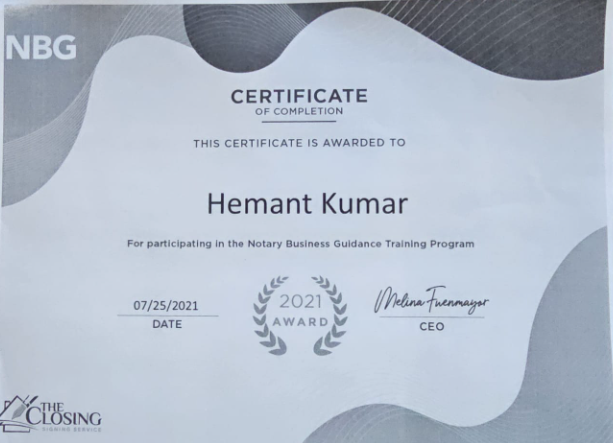 NBG
CERTIFICATE
OF COMPLETION
THIS CERTIFICATE IS AWARDED TO
Hemant Kumar
For participating in the Notary Business Guidance Training Program
07/25/2021
DATE
2021
AWARD
Melina Fuenmayor
CEO
THE
CLOSING
SIGNING SERVICE